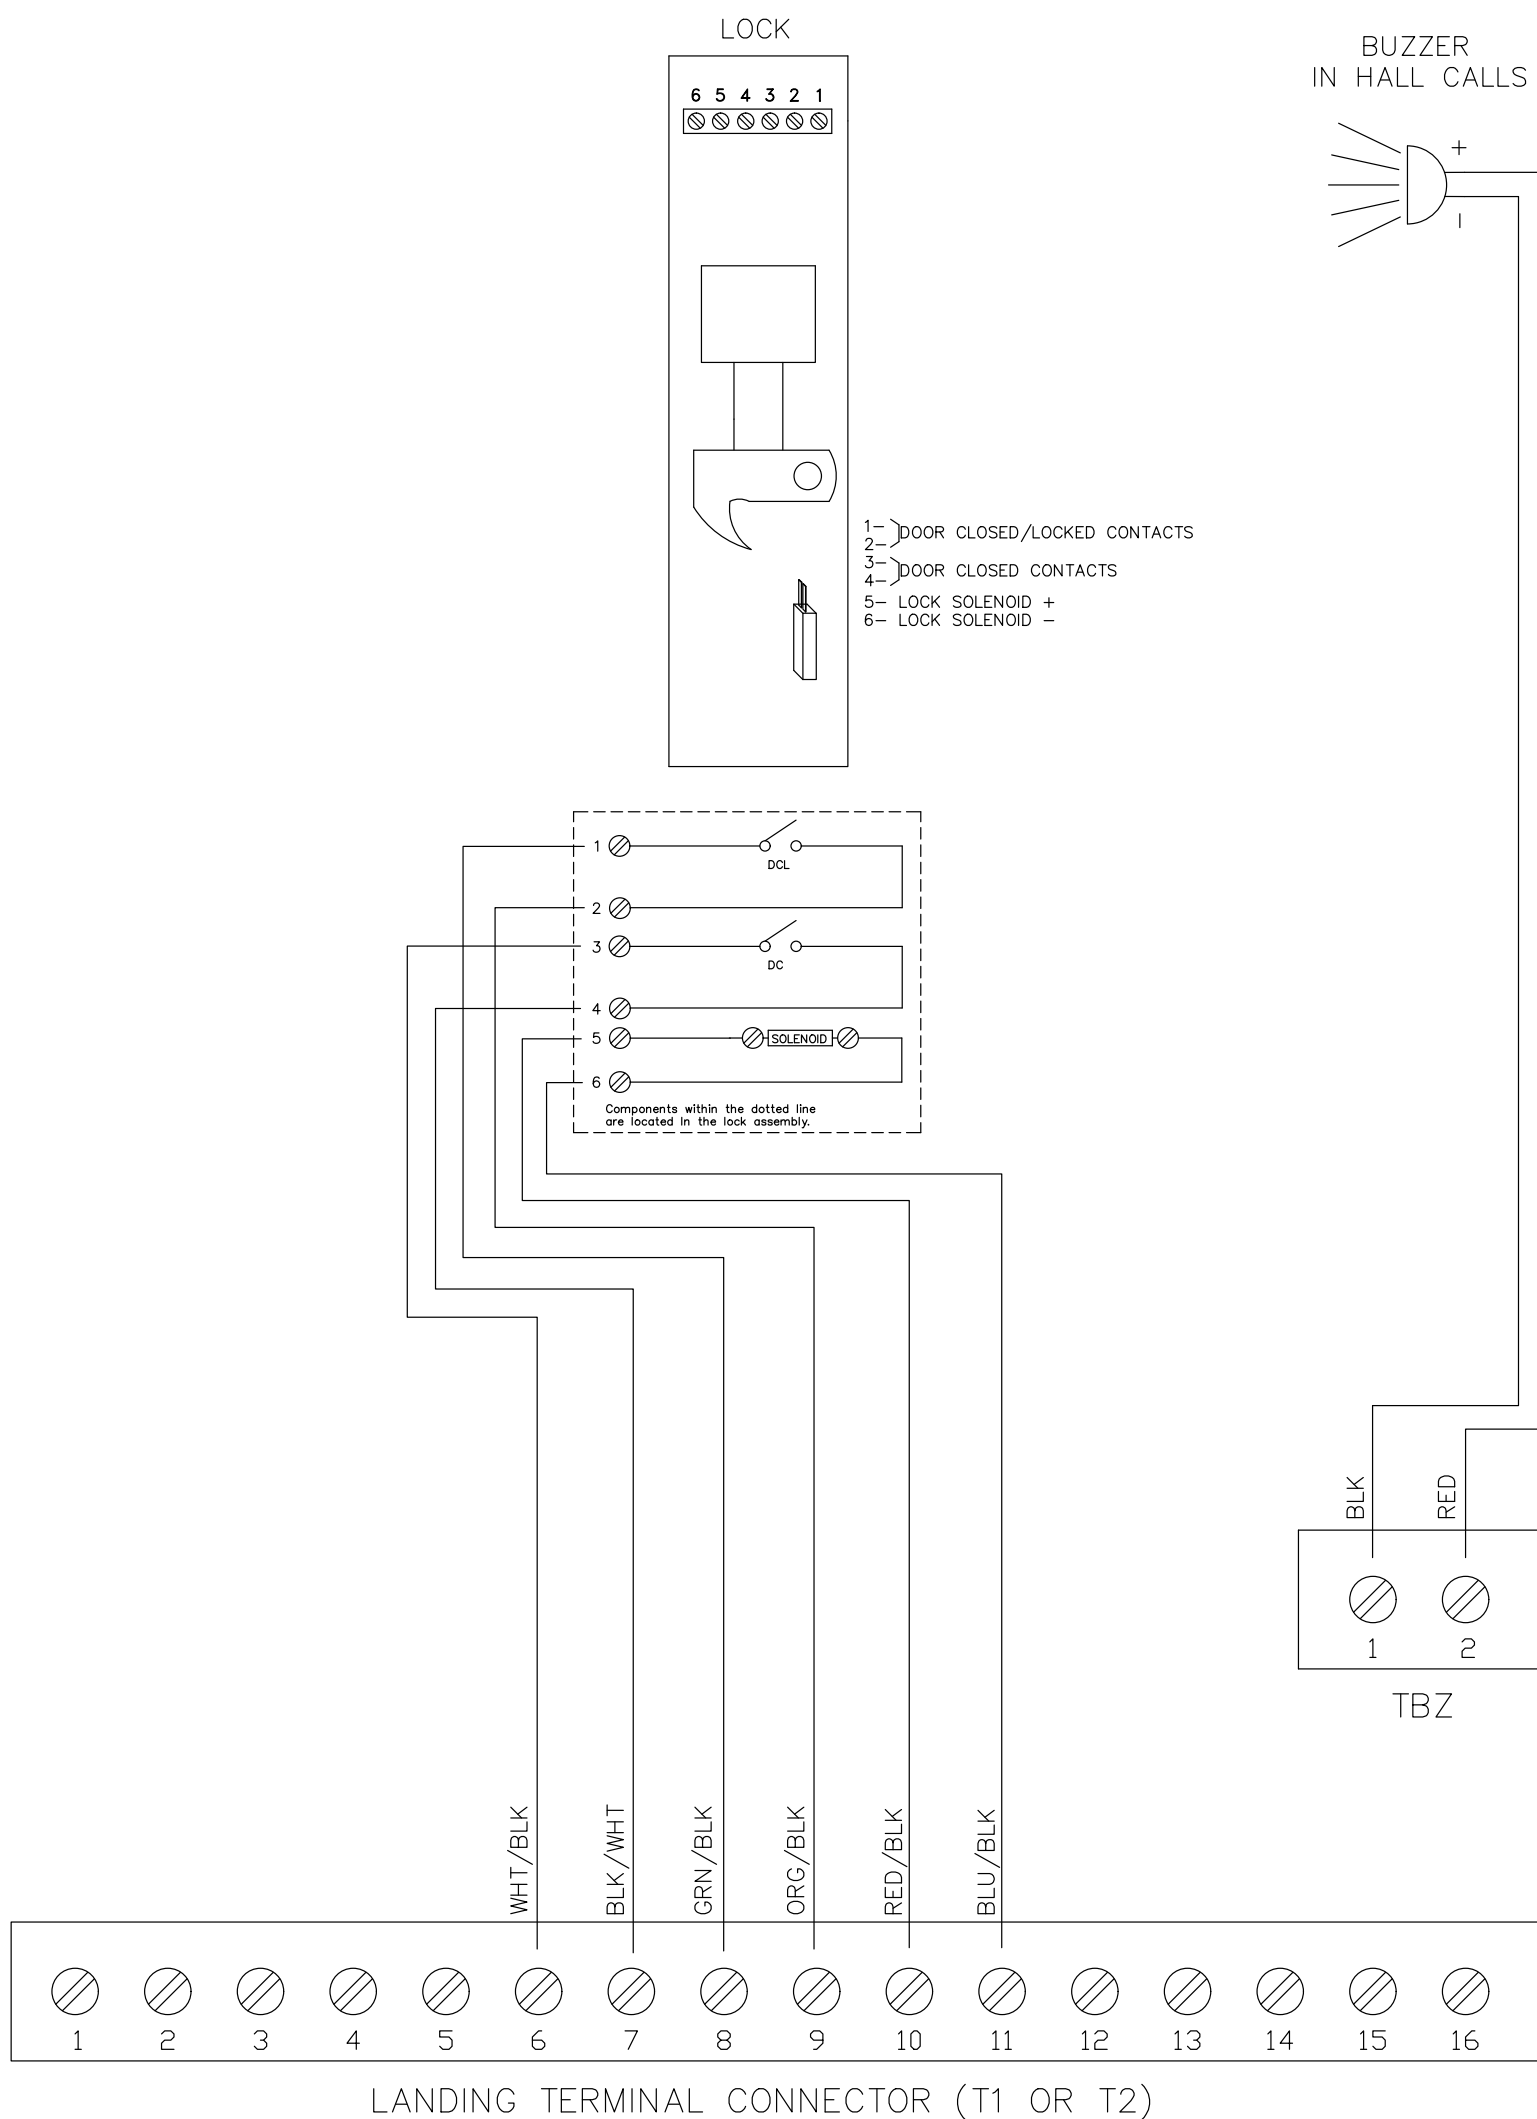 LOCK
BUZZER
IN HALL CALLS
6 5 4 3 2 1
+
-
1- DOOR CLOSED/LOCKED CONTACTS
2-
3- DOOR CLOSED CONTACTS
4-
5- LOCK SOLENOID +
6- LOCK SOLENOID -
1
DCL
2
3
DC
4
5 SOLENOID
6
Components within the dotted line
are located in the lock assembly.
BLK RED
1 2
TBZ
WHT/BLK BLK/WHT GRN/BLK ORG/BLK RED/BLK BLU/BLK
1 2 3 4 5 6 7 8 9 10 11 12 13 14 15 16
LANDING TERMINAL CONNECTOR (T1 OR T2)